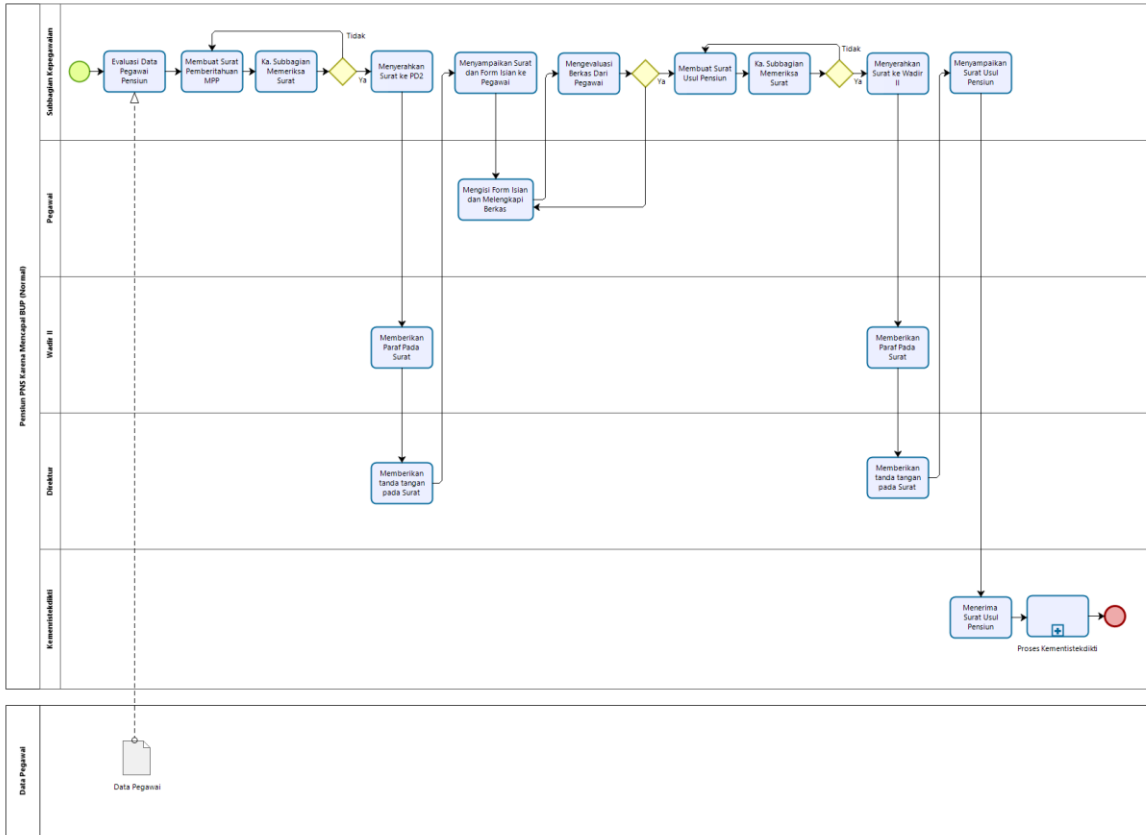 Pensiun PNS Karena Mencapai BUP (Normal)
Subbagian Kepegawaian
Evaluasi Data
Pegawai
Pensiun
Membuat Surat
Pemberitahuan
MPP
Ka. Subbagian
Memeriksa
Surat
Tidak
Ya
Menyerahkan
Surat ke PD2
Menyampaikan Surat
dan Form Isian ke
Pegawai
Mengevaluasi
Berkas Dari
Pegawai
Ya
Membuat Surat
Usul Pensiun
Ka. Subbagian
Memeriksa
Surat
Tidak
Ya
Menyerahkan
Surat ke Wadir
II
Menyampaikan
Surat Usul
Pensiun
Pegawai
Mengisi Form Isian
dan Melengkapi
Berkas
Wadir II
Memberikan
Paraf Pada
Surat
Memberikan
Paraf Pada
Surat
Direktur
Memberikan
tanda tangan
pada Surat
Memberikan
tanda tangan
pada Surat
Kemenristekdikti
Menerima
Surat Usul
Pensiun
Proses Kementistekdikti
Data Pegawai
Data Pegawai